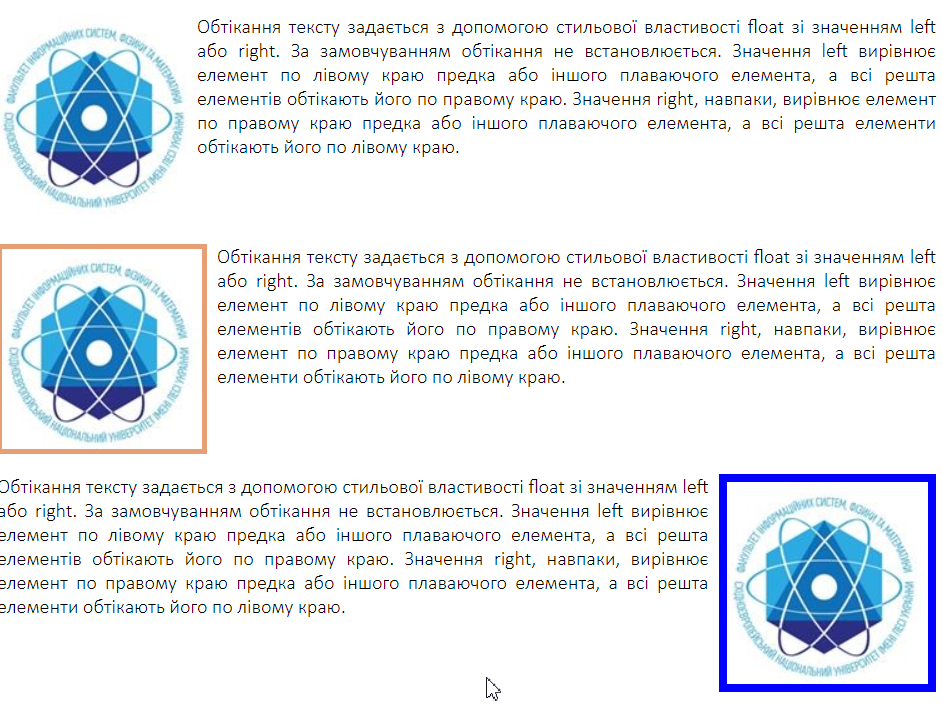 ФАКУЛЬТЕТ ІНФОРМАЦІЙНИХ СИСТЕМ, ФІЗИКИ ТА МАТЕМАТИКИ
СХІДНОЄВРОПЕЙСЬКИЙ НАЦІОНАЛЬНИЙ УНІВЕРСИТЕТ ІМЕНІ ЛЕСІ УКРАЇНКИ
Обтікання тексту задається з допомогою стильової властивості float зі значенням left
або right. За замовчуванням обтікання не встановлюється. Значення left вирівнює
елемент по лівому краю предка або іншого плаваючого елемента, а всі решта
елементів обтікають його по правому краю. Значення right, навпаки, вирівнює елемент
по правому краю предка або іншого плаваючого елемента, а всі решта елементи
обтікають його по лівому краю.
ФАКУЛЬТЕТ ІНФОРМАЦІЙНИХ СИСТЕМ, ФІЗИКИ ТА МАТЕМАТИКИ
СХІДНОЄВРОПЕЙСЬКИЙ НАЦІОНАЛЬНИЙ УНІВЕРСИТЕТ ІМЕНІ ЛЕСІ УКРАЇНКИ
Обтікання тексту задається з допомогою стильової властивості float зі значенням left
або right. За замовчуванням обтікання не встановлюється. Значення left вирівнює
елемент по лівому краю предка або іншого плаваючого елемента, а всі решта
елементів обтікають його по правому краю. Значення right, навпаки, вирівнює
елемент по правому краю предка або іншого плаваючого елемента, а всі решта
елементи обтікають його по лівому краю.
Обтікання тексту задається з допомогою стильової властивості float зі значенням left
або right. За замовчуванням обтікання не встановлюється. Значення left вирівнює
елемент по лівому краю предка або іншого плаваючого елемента, а всі решта
елементів обтікають його по правому краю. Значення right, навпаки, вирівнює
елемент по правому краю предка або іншого плаваючого елемента, а всі решта
елементи обтікають його по лівому краю.
ФАКУЛЬТЕТ ІНФОРМАЦІЙНИХ СИСТЕМ, ФІЗИКИ ТА МАТЕМАТИКИ
СХІДНОЄВРОПЕЙСЬКИЙ НАЦІОНАЛЬНИЙ УНІВЕРСИТЕТ ІМЕНІ ЛЕСІ УКРАЇНКИ